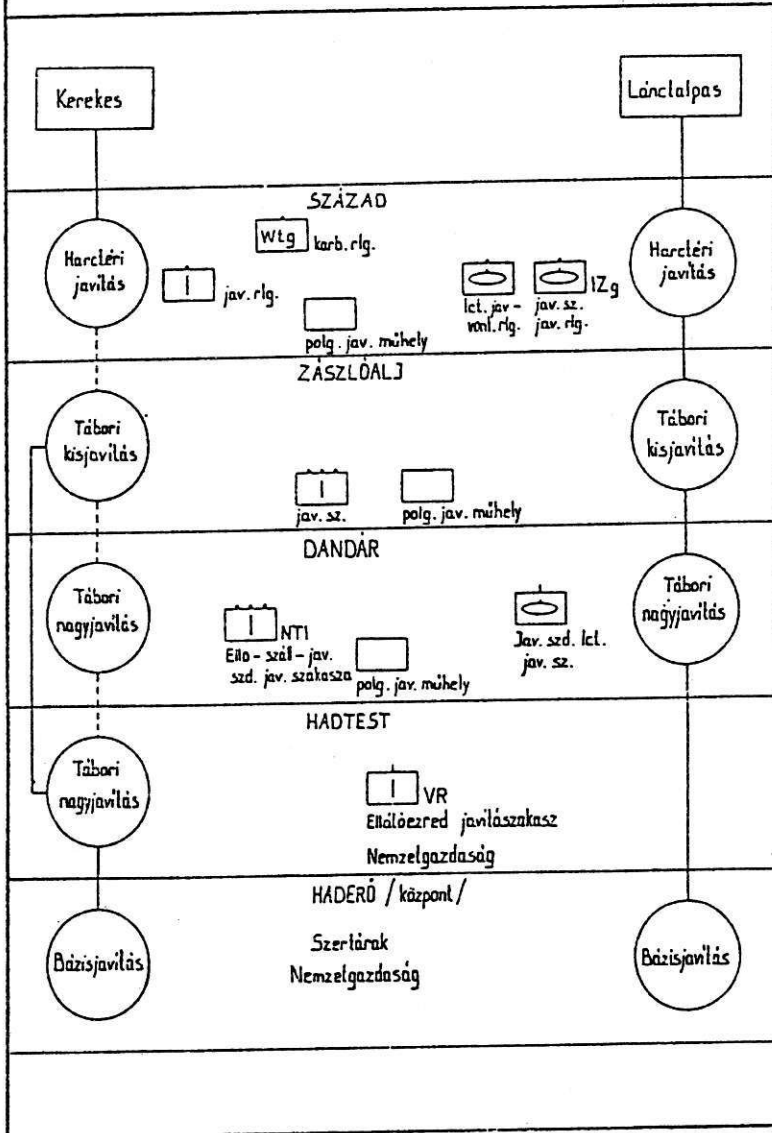 Kerekes
Lánctalpas
SZÁZAD
Harctéri
javítás
Wtg
karb.rlg.
jav.rlg.
polg. jav. műhely
lct. jav-
vonl.rlg.
IZg
jav. sz.
jav. rlg.
Harctéri
javítás
ZÁSZLÓALJ
Tábori
kisjavítás
jav. sz.
polg. jav. műhely
Tábori
kisjavítás
DANDÁR
Tábori
nagyjavítás
NTI
Ello - szál - jav.
szd. jav. szakasza
polg. jav. műhely
Jav. szd. lct.
jav. sz.
Tábori
nagyjavítás
HADTEST
Tábori
nagyjavítás
VR
Ellátóezred javítószakasz
Nemzetgazdaság
HADERŐ /központ/
Bázisjavítás
Szertárak
Nemzetgazdaság
Bázisjavítás